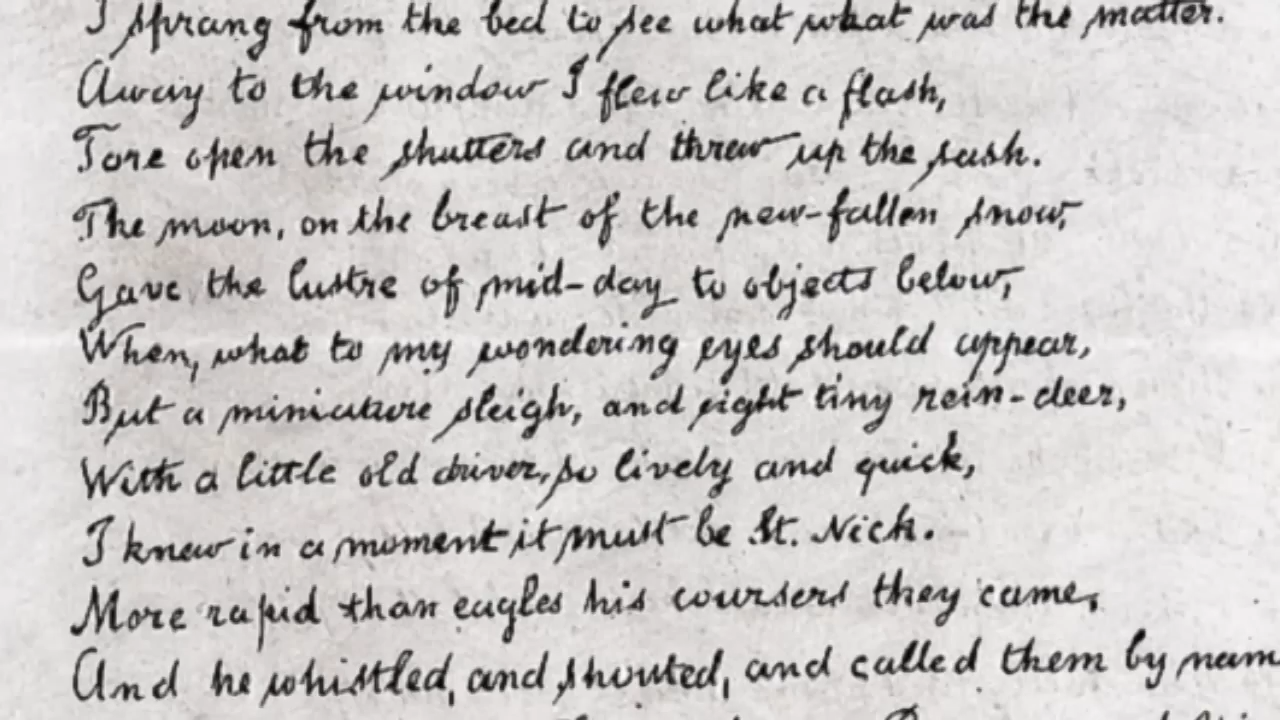 I sprang from the bed to see what what was the matter.
Away to the window I flew like a flash,
Tore open the shutters and threw up the sash.
The moon, on the breast of the new-fallen snow,
Gave the lustre of mid-day to objects below,
When, what to my wondering eyes should appear,
But a miniature sleigh, and eight tiny rein-deer,
With a little old driver, so lively and quick,
I knew in a moment it must be St. Nick.
More rapid than eagles his coursers they came,
And he whistled, and shouted, and called them by nam